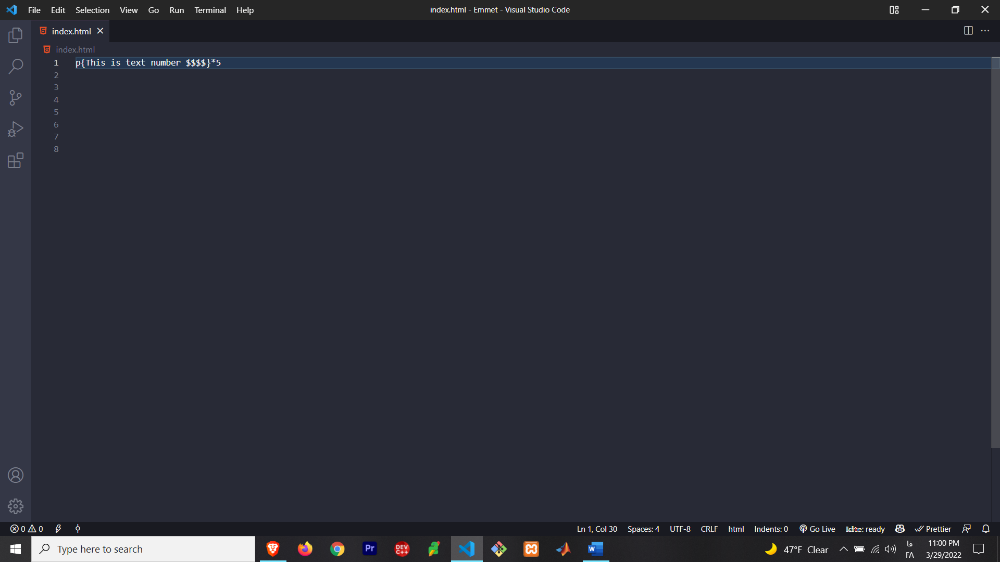 File Edit Selection View Go Run Terminal Help
index.html - Emmet - Visual Studio Code
index.html
index.html
1 p{This is text number $$$$}*5
2
3
4
5
6
7
8
0 0
Ln 1, Col 30 Spaces: 4 UTF-8 CRLF html Indents: 0 Go Live kite: ready Prettier
Type here to search
Pr
DEV C++
W
47°F Clear
فا
FA
11:00 PM
3/29/2022